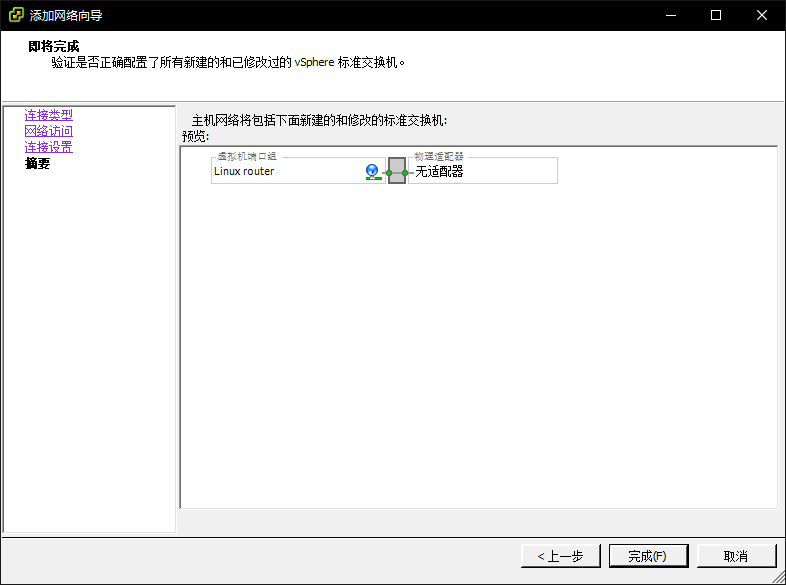 添加网络向导
即将完成
验证是否正确配置了所有新建的和已修改过的 vSphere 标准交换机。
连接类型
网络访问
连接设置
摘要
主机网络将包括下面新建的和修改的标准交换机:
预览:
虚拟机端口组
物理适配器
Linux router
无适配器
< 上一步
完成(F)
取消